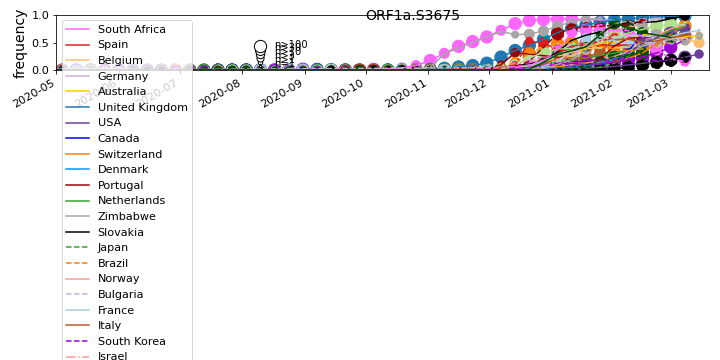 ORF1a.S3675
frequency
1.0
0.5
0.0
n>100
2020-05
2020-06
2020-07
2020-08
2020-09
2020-10
2020-11
2020-12
2021-01
2021-02
2021-03
South Africa
Spain
Belgium
Germany
Australia
United Kingdom
USA
Canada
Switzerland
Denmark
Portugal
Netherlands
Zimbabwe
Slovakia
Japan
Brazil
Norway
Bulgaria
France
Italy
South Korea
Israel